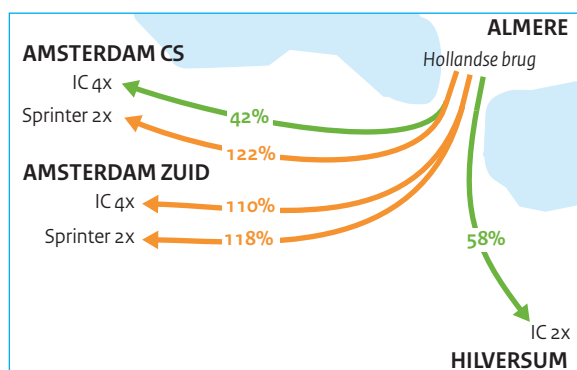 ALMERE
Hollandse brug
AMSTERDAM CS
IC 4x
42%
Sprinter 2x
122%
AMSTERDAM ZUID
IC 4x
110%
Sprinter 2x
118%
58%
IC 2x
HILVERSUM